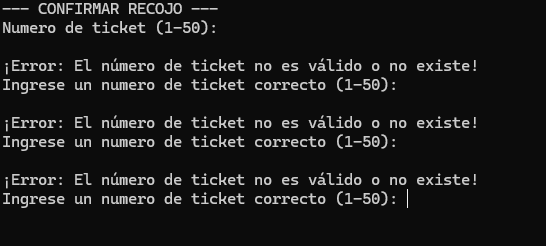 --- CONFIRMAR RECOJO ---
Numero de ticket (1-50):
¡Error: El número de ticket no es válido o no existe!
Ingrese un numero de ticket correcto (1-50):
¡Error: El número de ticket no es válido o no existe!
Ingrese un numero de ticket correcto (1-50):
¡Error: El número de ticket no es válido o no existe!
Ingrese un numero de ticket correcto (1-50):